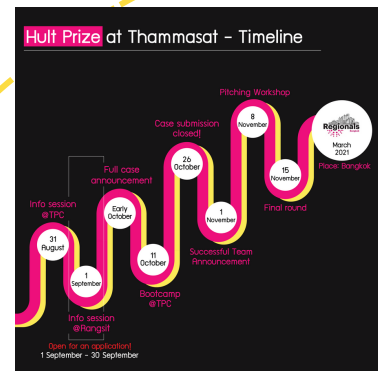 Hult Prize at Thammasat - Timeline
Info session
@TPC
31
August
1
September
Info session
@Rangsit
Open for an application!
1 September - 30 September
Full case
announcement
Early
October
11
October
Bootcamp
@TPC
Case submission
closed!
26
October
1
November
Successful Team
Announcement
Pitching Workshop
8
November
15
November
Final round
Regionals
March
2021
Place: Bangkok